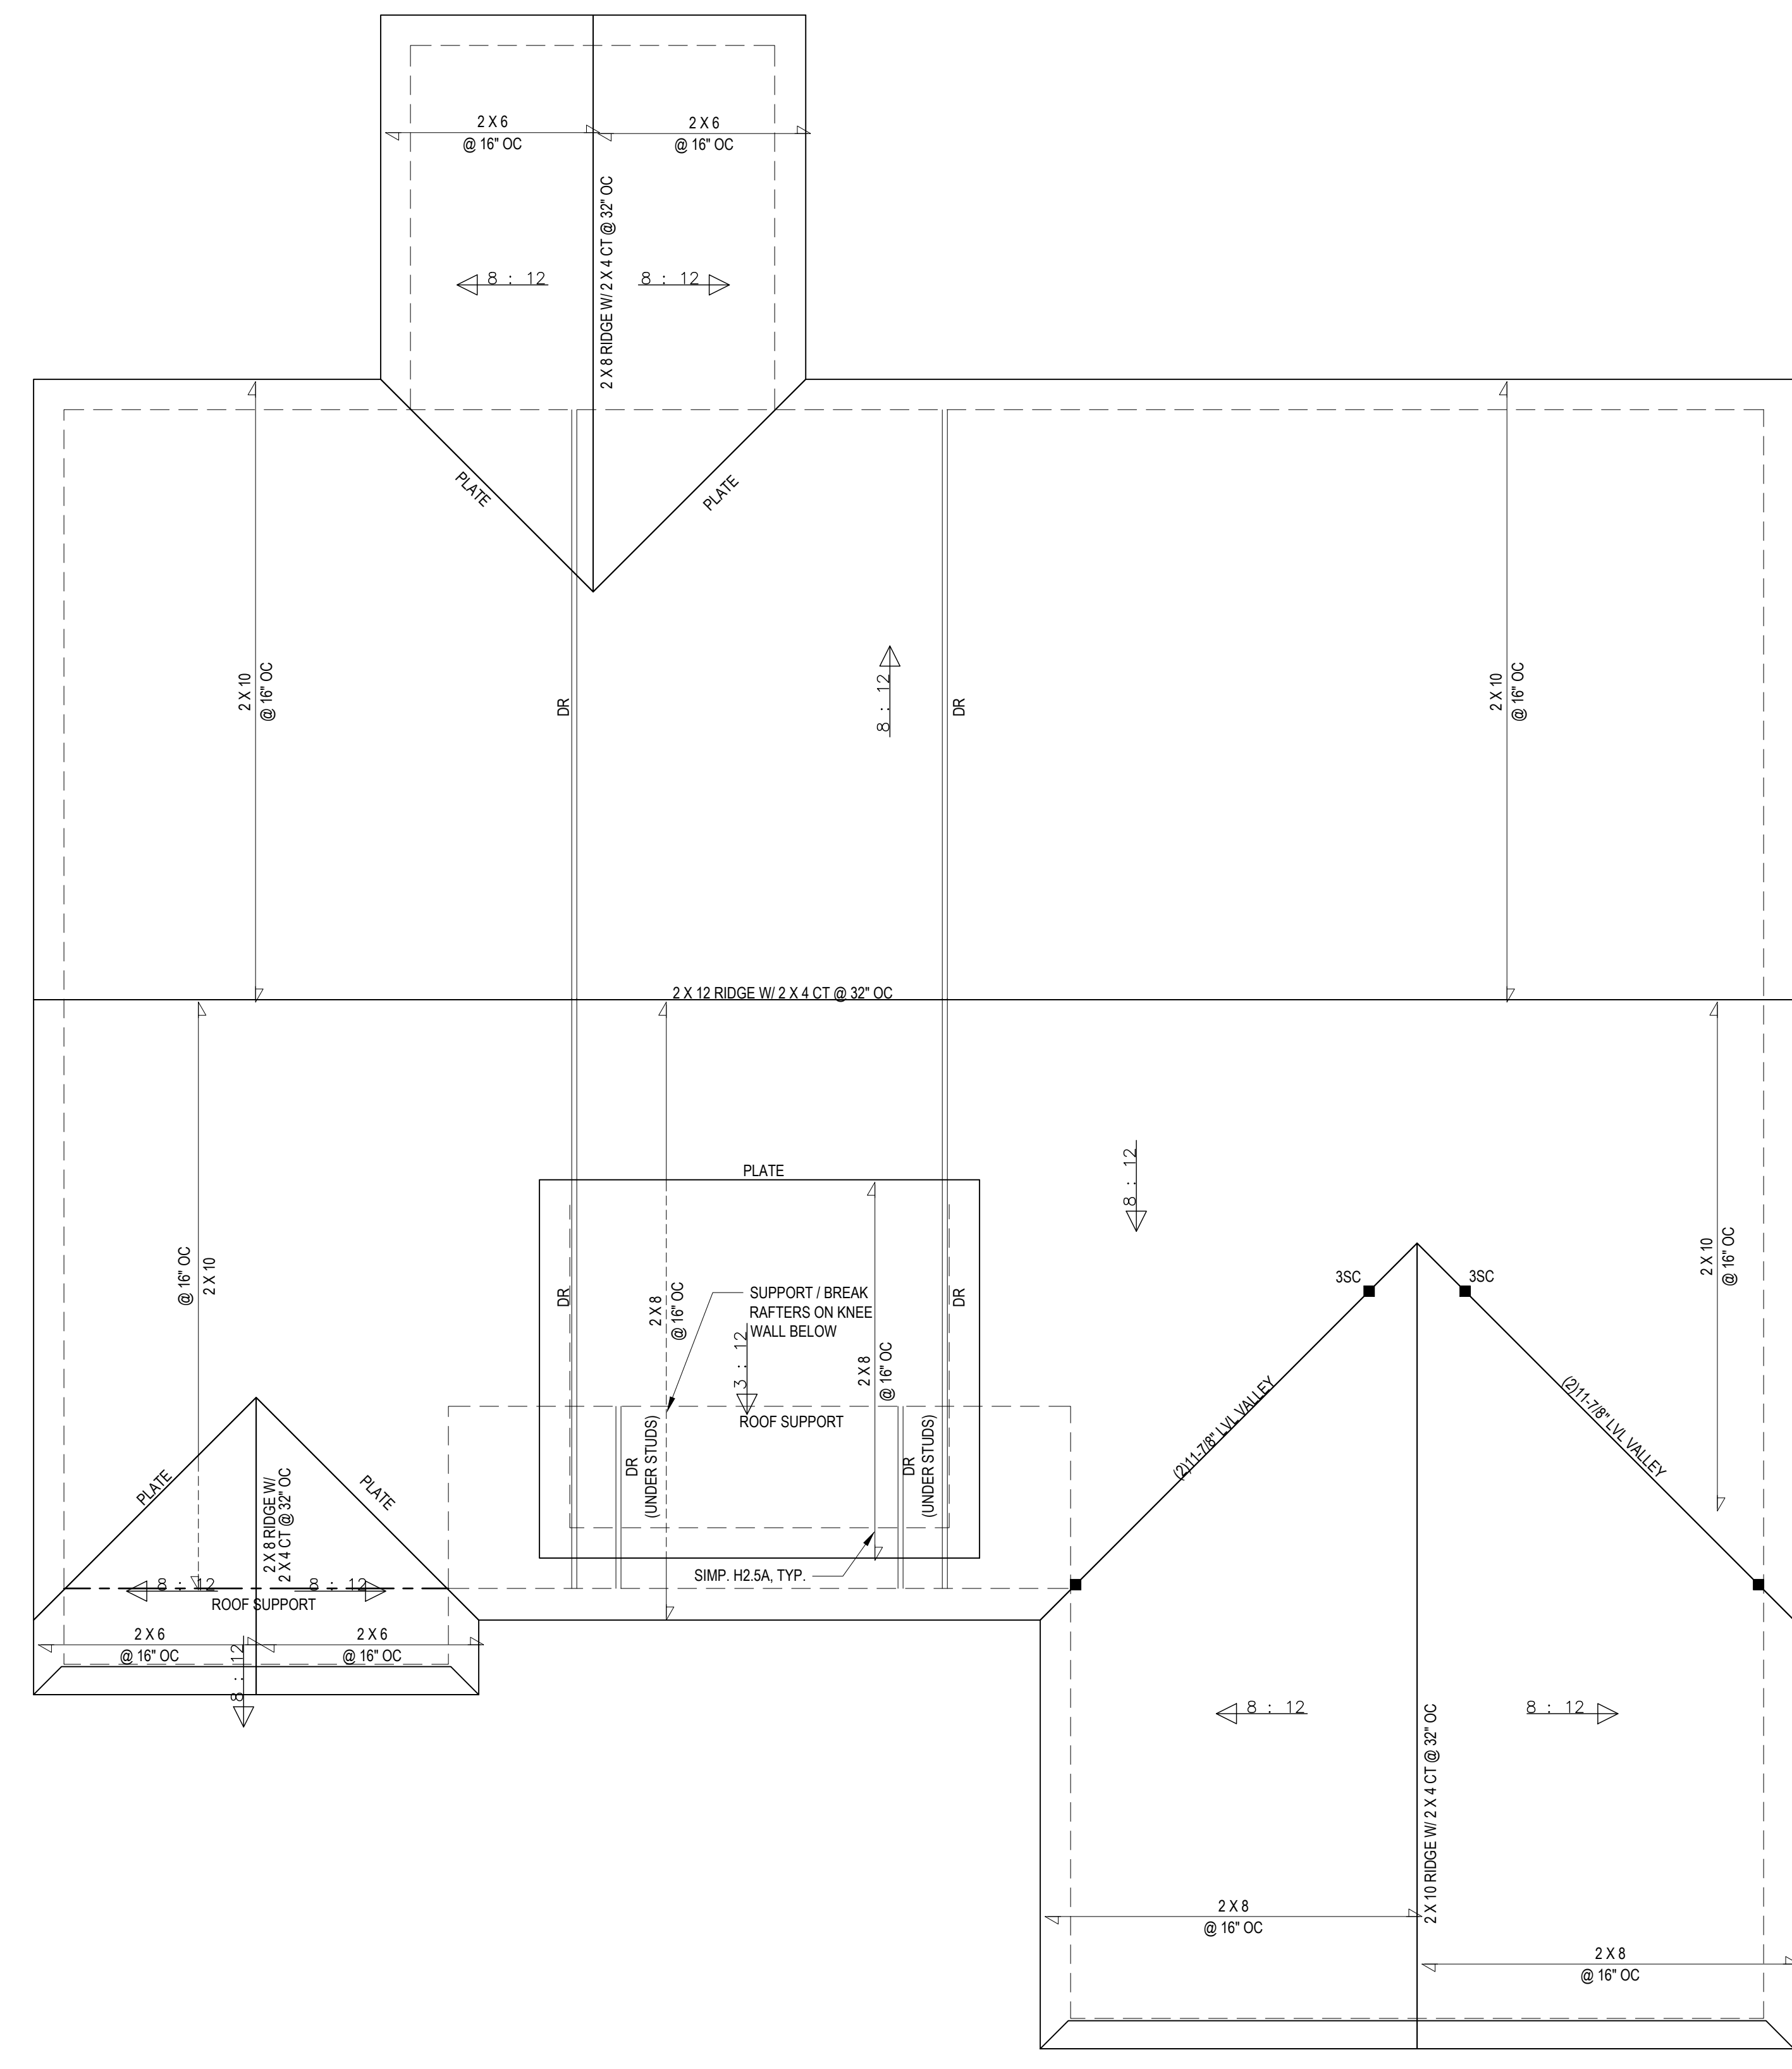 2 X 6
@ 16" OC
2 X 6
@ 16" OC
2 X 8 RIDGE W/ 2 X 4 CT @ 32" OC
8 : 12
8 : 12
PLATE
PLATE
2 X 10
@ 16" OC
DR
8 : 12
DR
2 X 10
@ 16" OC
2 X 12 RIDGE W/ 2 X 4 CT @ 32" OC
PLATE
8 : 12
@ 16" OC
2 X 10
DR
2 X 8
@ 16" OC
SUPPORT / BREAK
RAFTERS ON KNEE
WALL BELOW
3 : 12
2 X 8
@ 16" OC
DR
3SC
3SC
2 X 10
@ 16" OC
ROOF SUPPORT
DR
(UNDER STUDS)
DR
(UNDER STUDS)
(2)11-7/8" LVL VALLEY
(2)11-7/8" LVL VALLEY
PLATE
PLATE
2 X 8 RIDGE W/
2 X 4 CT @ 32" OC
SIMP. H2.5A, TYP.
8 : 12
8 : 12
ROOF SUPPORT
2 X 6
@ 16" OC
2 X 6
@ 16" OC
8 : 12
8 : 12
8 : 12
2 X 10 RIDGE W/ 2 X 4 CT @ 32" OC
2 X 8
@ 16" OC
2 X 8
@ 16" OC